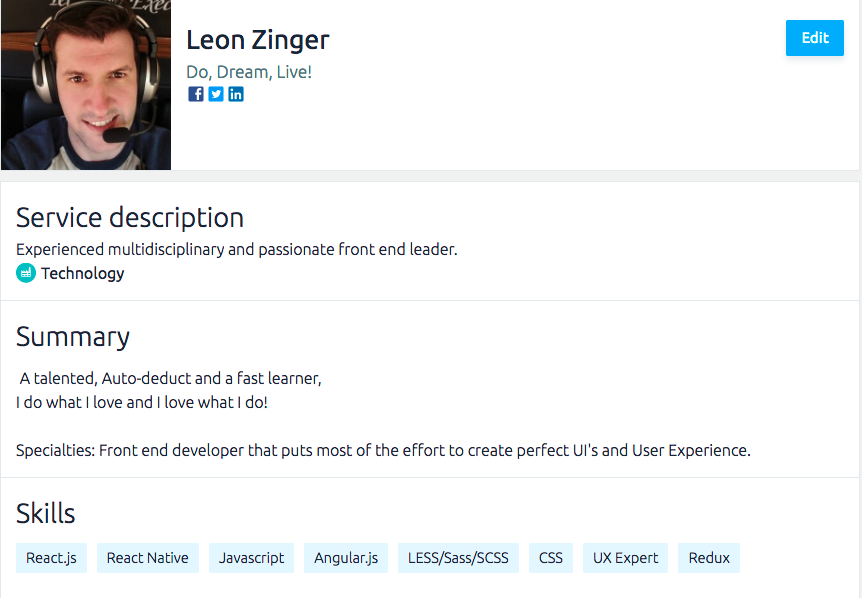 Leon Zinger
Edit
Do, Dream, Live!
Service description
Experienced multidisciplinary and passionate front end leader.
Technology
Summary
A talented, Auto-deduct and a fast learner,
I do what I love and I love what I do!
Specialties: Front end developer that puts most of the effort to create perfect UI's and User Experience.
Skills
React.js React Native Javascript Angular.js LESS/Sass/SCSS CSS UX Expert Redux